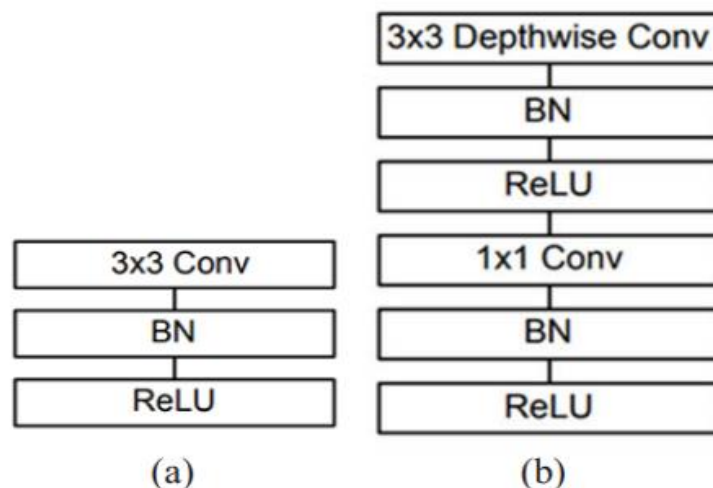 3x3 Conv
BN
ReLU
(a)
3x3 Depthwise Conv
BN
ReLU
1x1 Conv
BN
ReLU
(b)